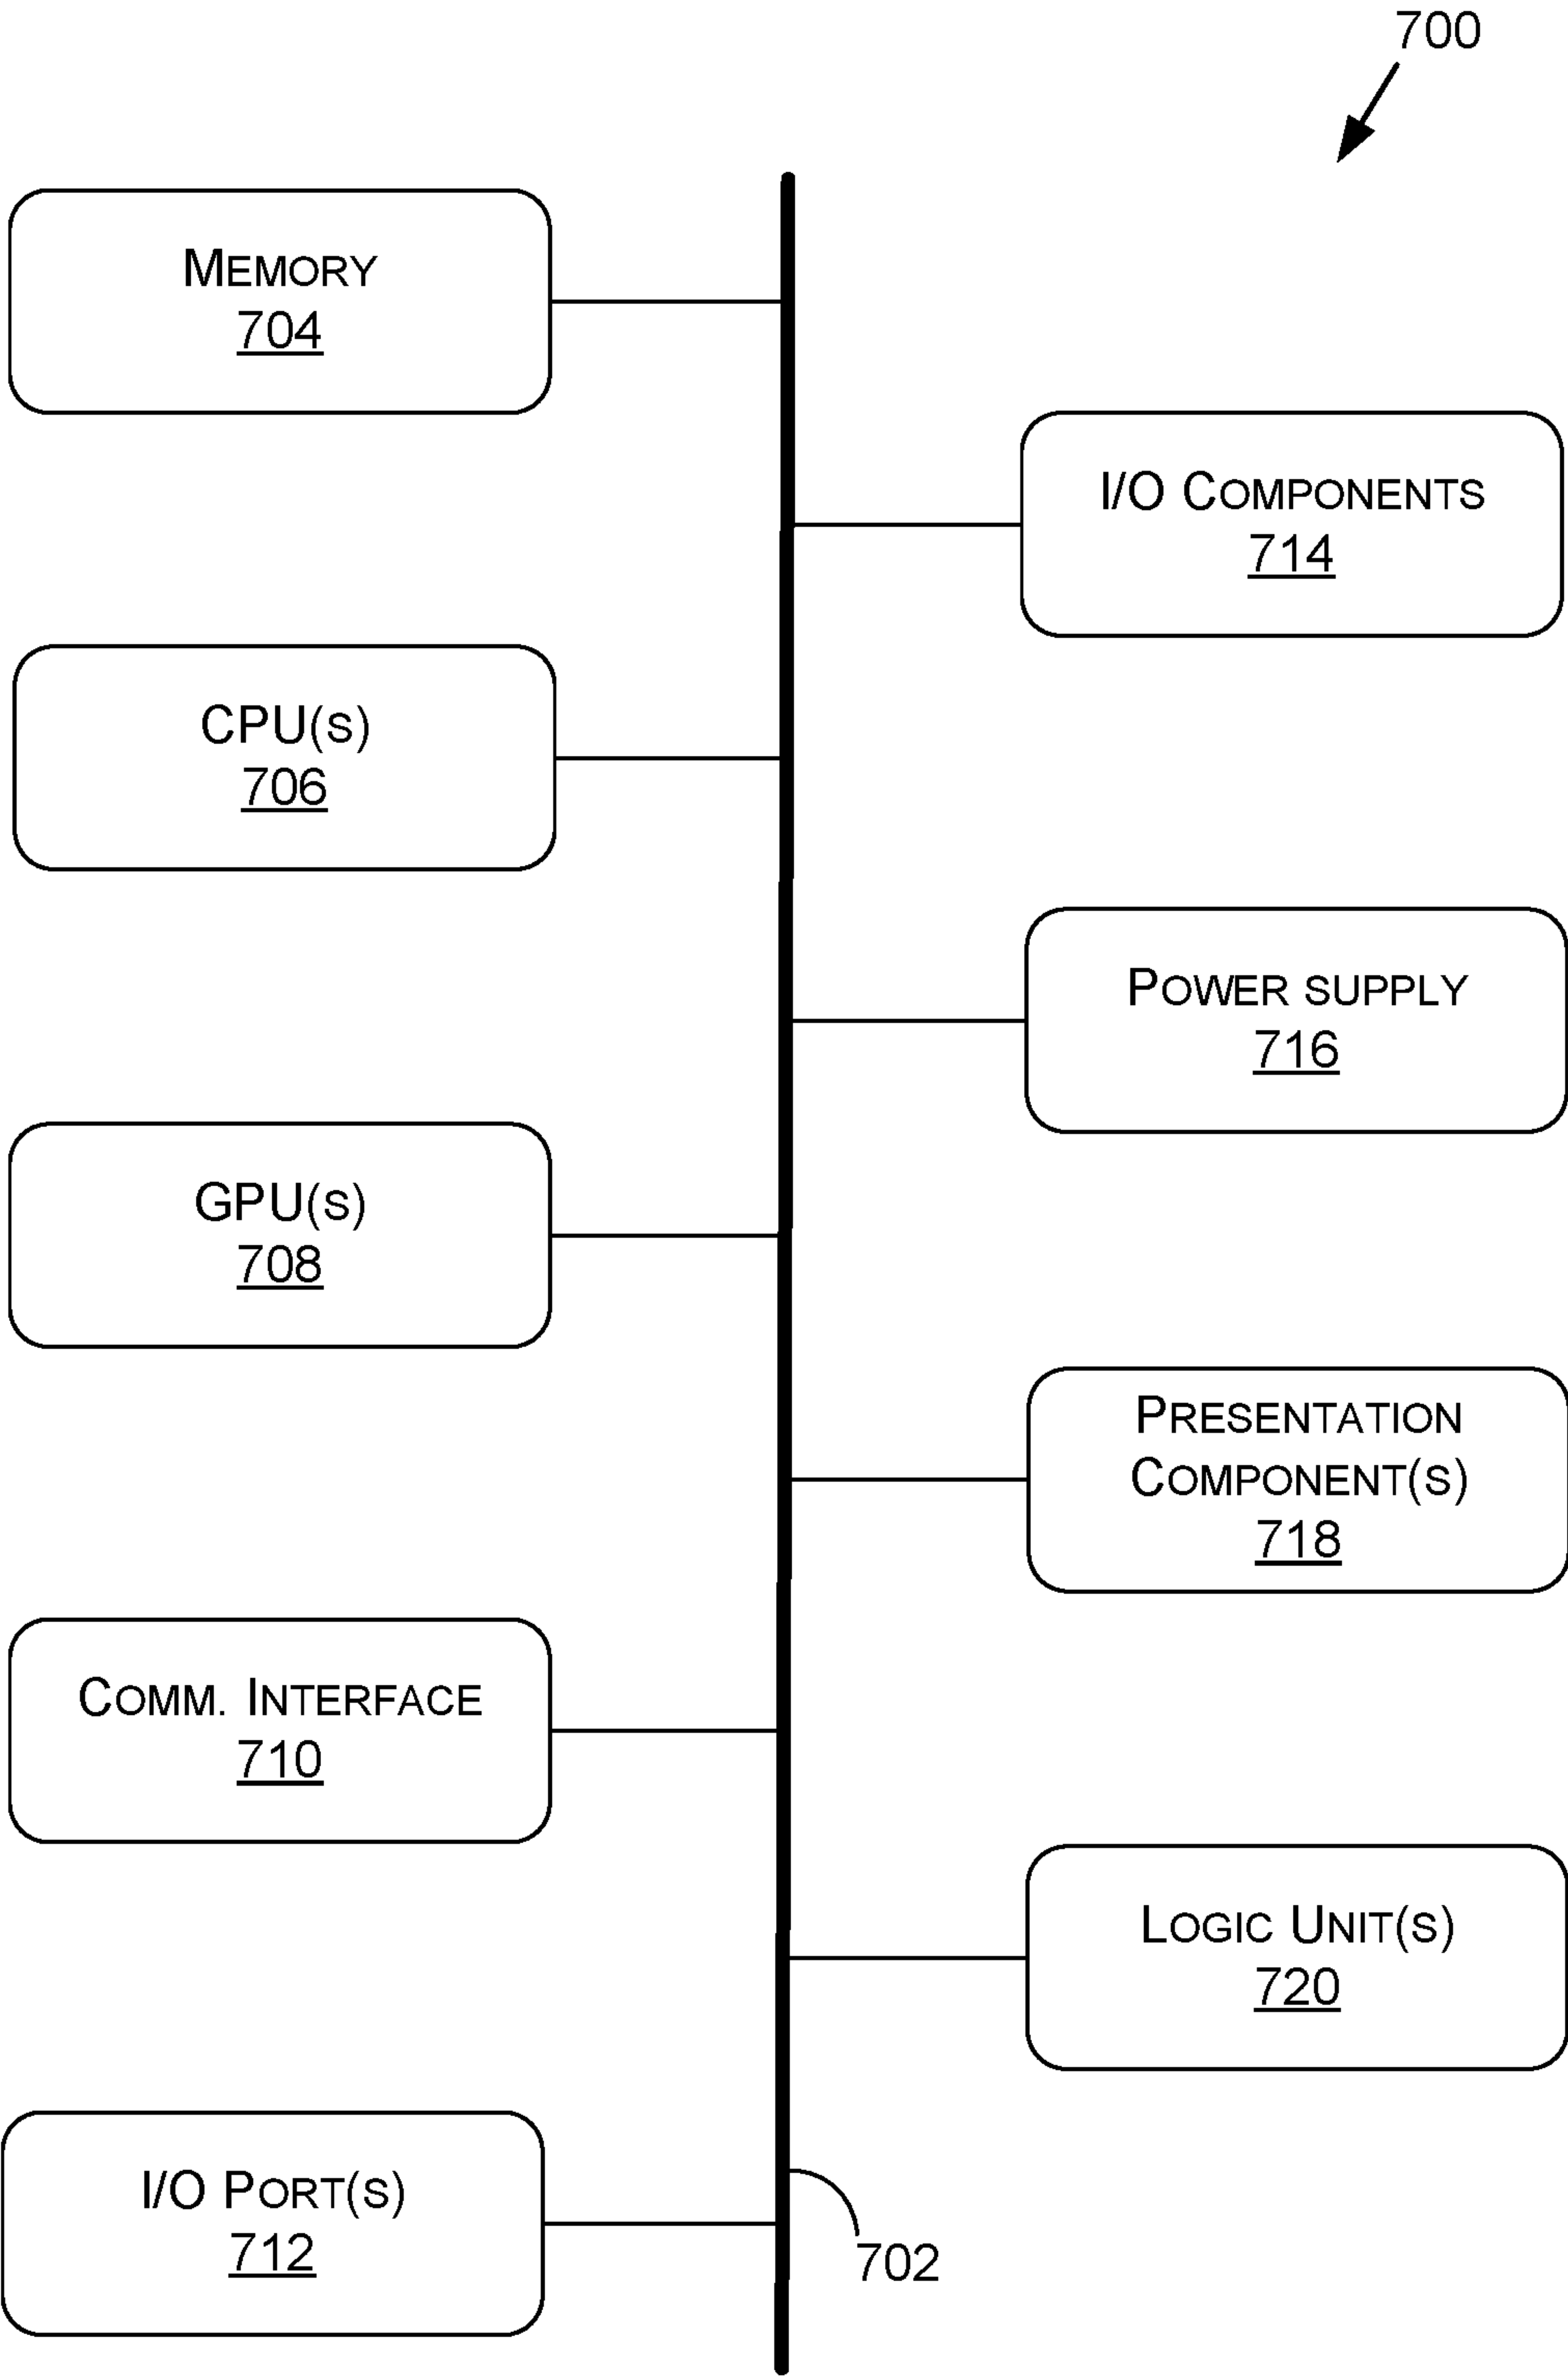 700
MEMORY
704
I/O COMPONENTS
714
CPU(S)
706
POWER SUPPLY
716
GPU(S)
708
PRESENTATION
COMPONENT(S)
718
COMM. INTERFACE
710
LOGIC UNIT(S)
720
I/O PORT(S)
712
702